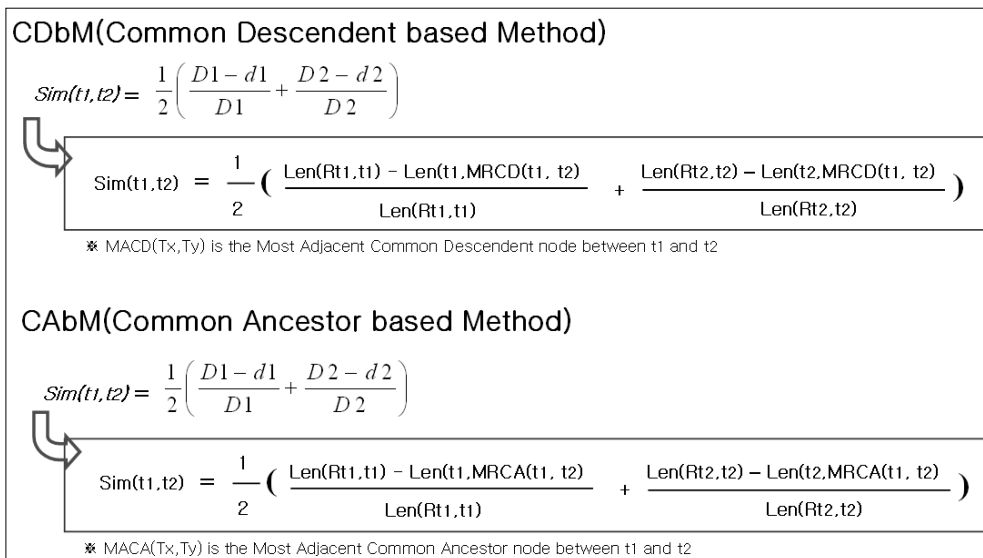 CDbM(Common Descendent based Method)
Sim(t1,t2) = 1/2 ( (D1 − d1)/D1 + (D2 − d2)/D2 )
Sim(t1,t2) = 1/2 ( (Len(Rt1,t1) - Len(t1,MRCD(t1, t2))/Len(Rt1,t1) + (Len(Rt2,t2) – Len(t2,MRCD(t1, t2))/Len(Rt2,t2) )
※ MACD(Tx,Ty) is the Most Adjacent Common Descendent node between t1 and t2
CAbM(Common Ancestor based Method)
Sim(t1,t2) = 1/2 ( (D1 − d1)/D1 + (D2 − d2)/D2 )
Sim(t1,t2) = 1/2 ( (Len(Rt1,t1) - Len(t1,MRCA(t1, t2))/Len(Rt1,t1) + (Len(Rt2,t2) – Len(t2,MRCA(t1, t2))/Len(Rt2,t2) )
※ MACA(Tx,Ty) is the Most Adjacent Common Ancestor node between t1 and t2